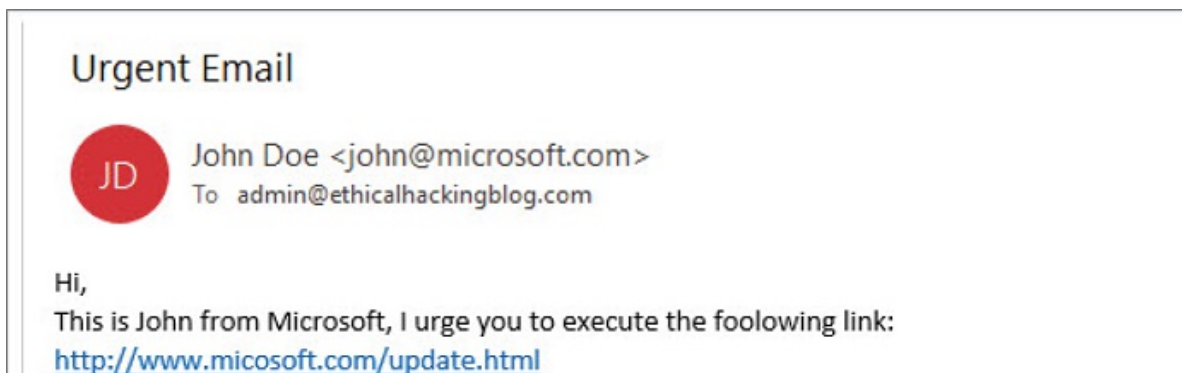 Urgent Email
JD
John Doe <john@microsoft.com>
To admin@ethicalhackingblog.com
Hi,
This is John from Microsoft, I urge you to execute the foolowing link:
http://www.micosoft.com/update.html